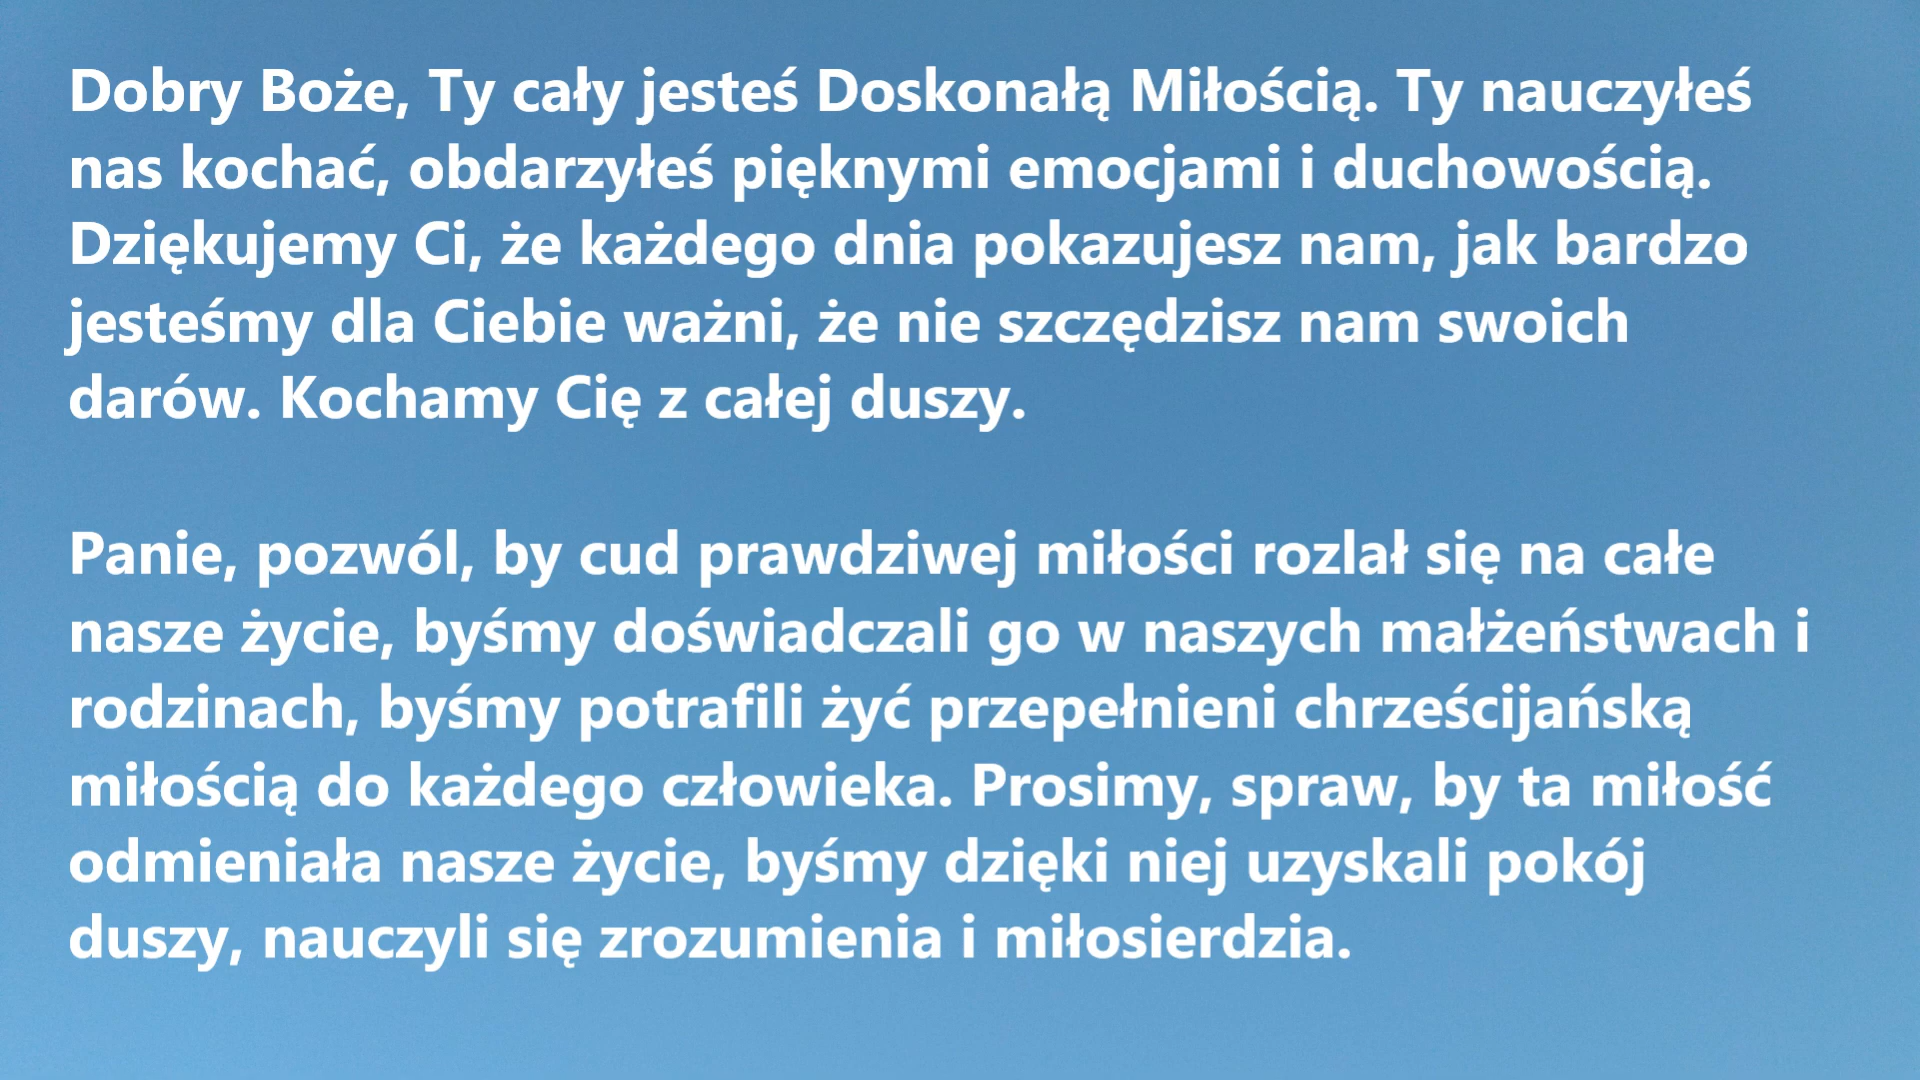 Dobry Boże, Ty cały jesteś Doskonałą Miłością. Ty nauczyłeś
nas kochać, obdarzyłeś pięknymi emocjami i duchowością.
Dziękujemy Ci, że każdego dnia pokazujesz nam, jak bardzo
jesteśmy dla Ciebie ważni, że nie szczędzisz nam swoich
darów. Kochamy Cię z całej duszy.

Panie, pozwól, by cud prawdziwej miłości rozlał się na całe
nasze życie, byśmy doświadczali go w naszych małżeństwach i
rodzinach, byśmy potrafili żyć przepełnieni chrześcijańską
miłością do każdego człowieka. Prosimy, spraw, by ta miłość
odmieniała nasze życie, byśmy dzięki niej uzyskali pokój
duszy, nauczyli się zrozumienia i miłosierdzia.